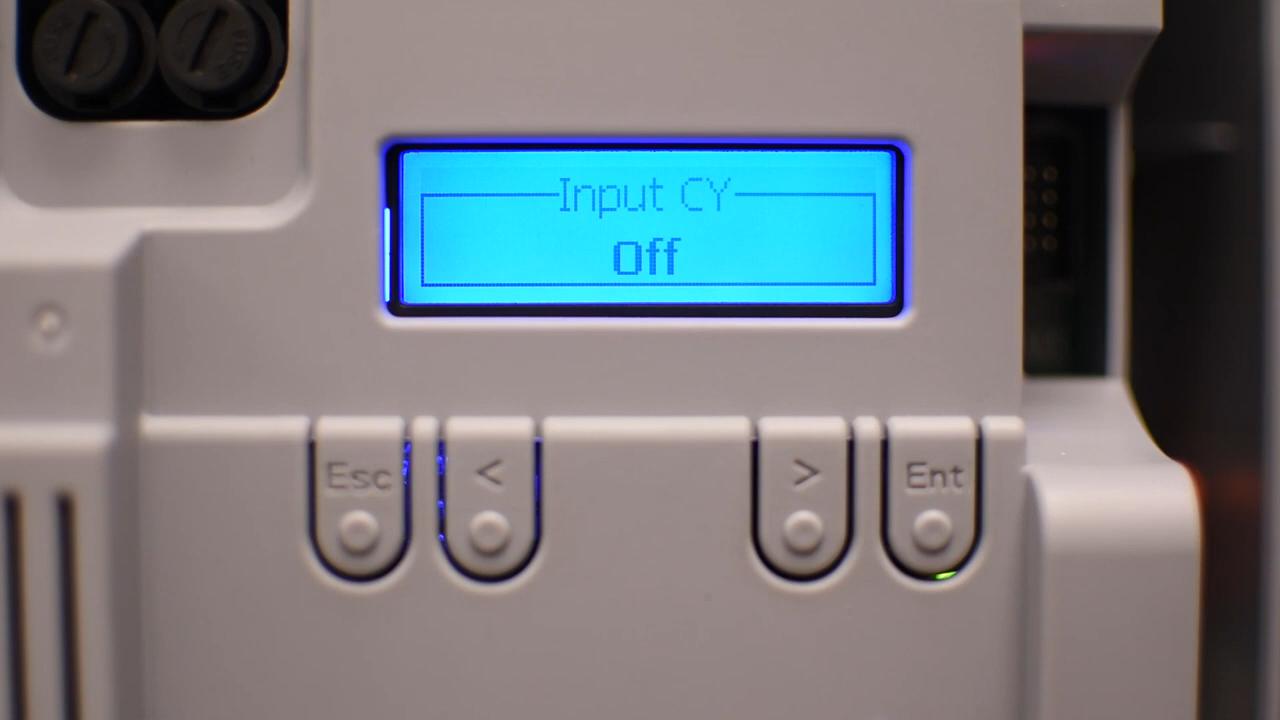 Input CY
Off
Esc
<
>
Ent